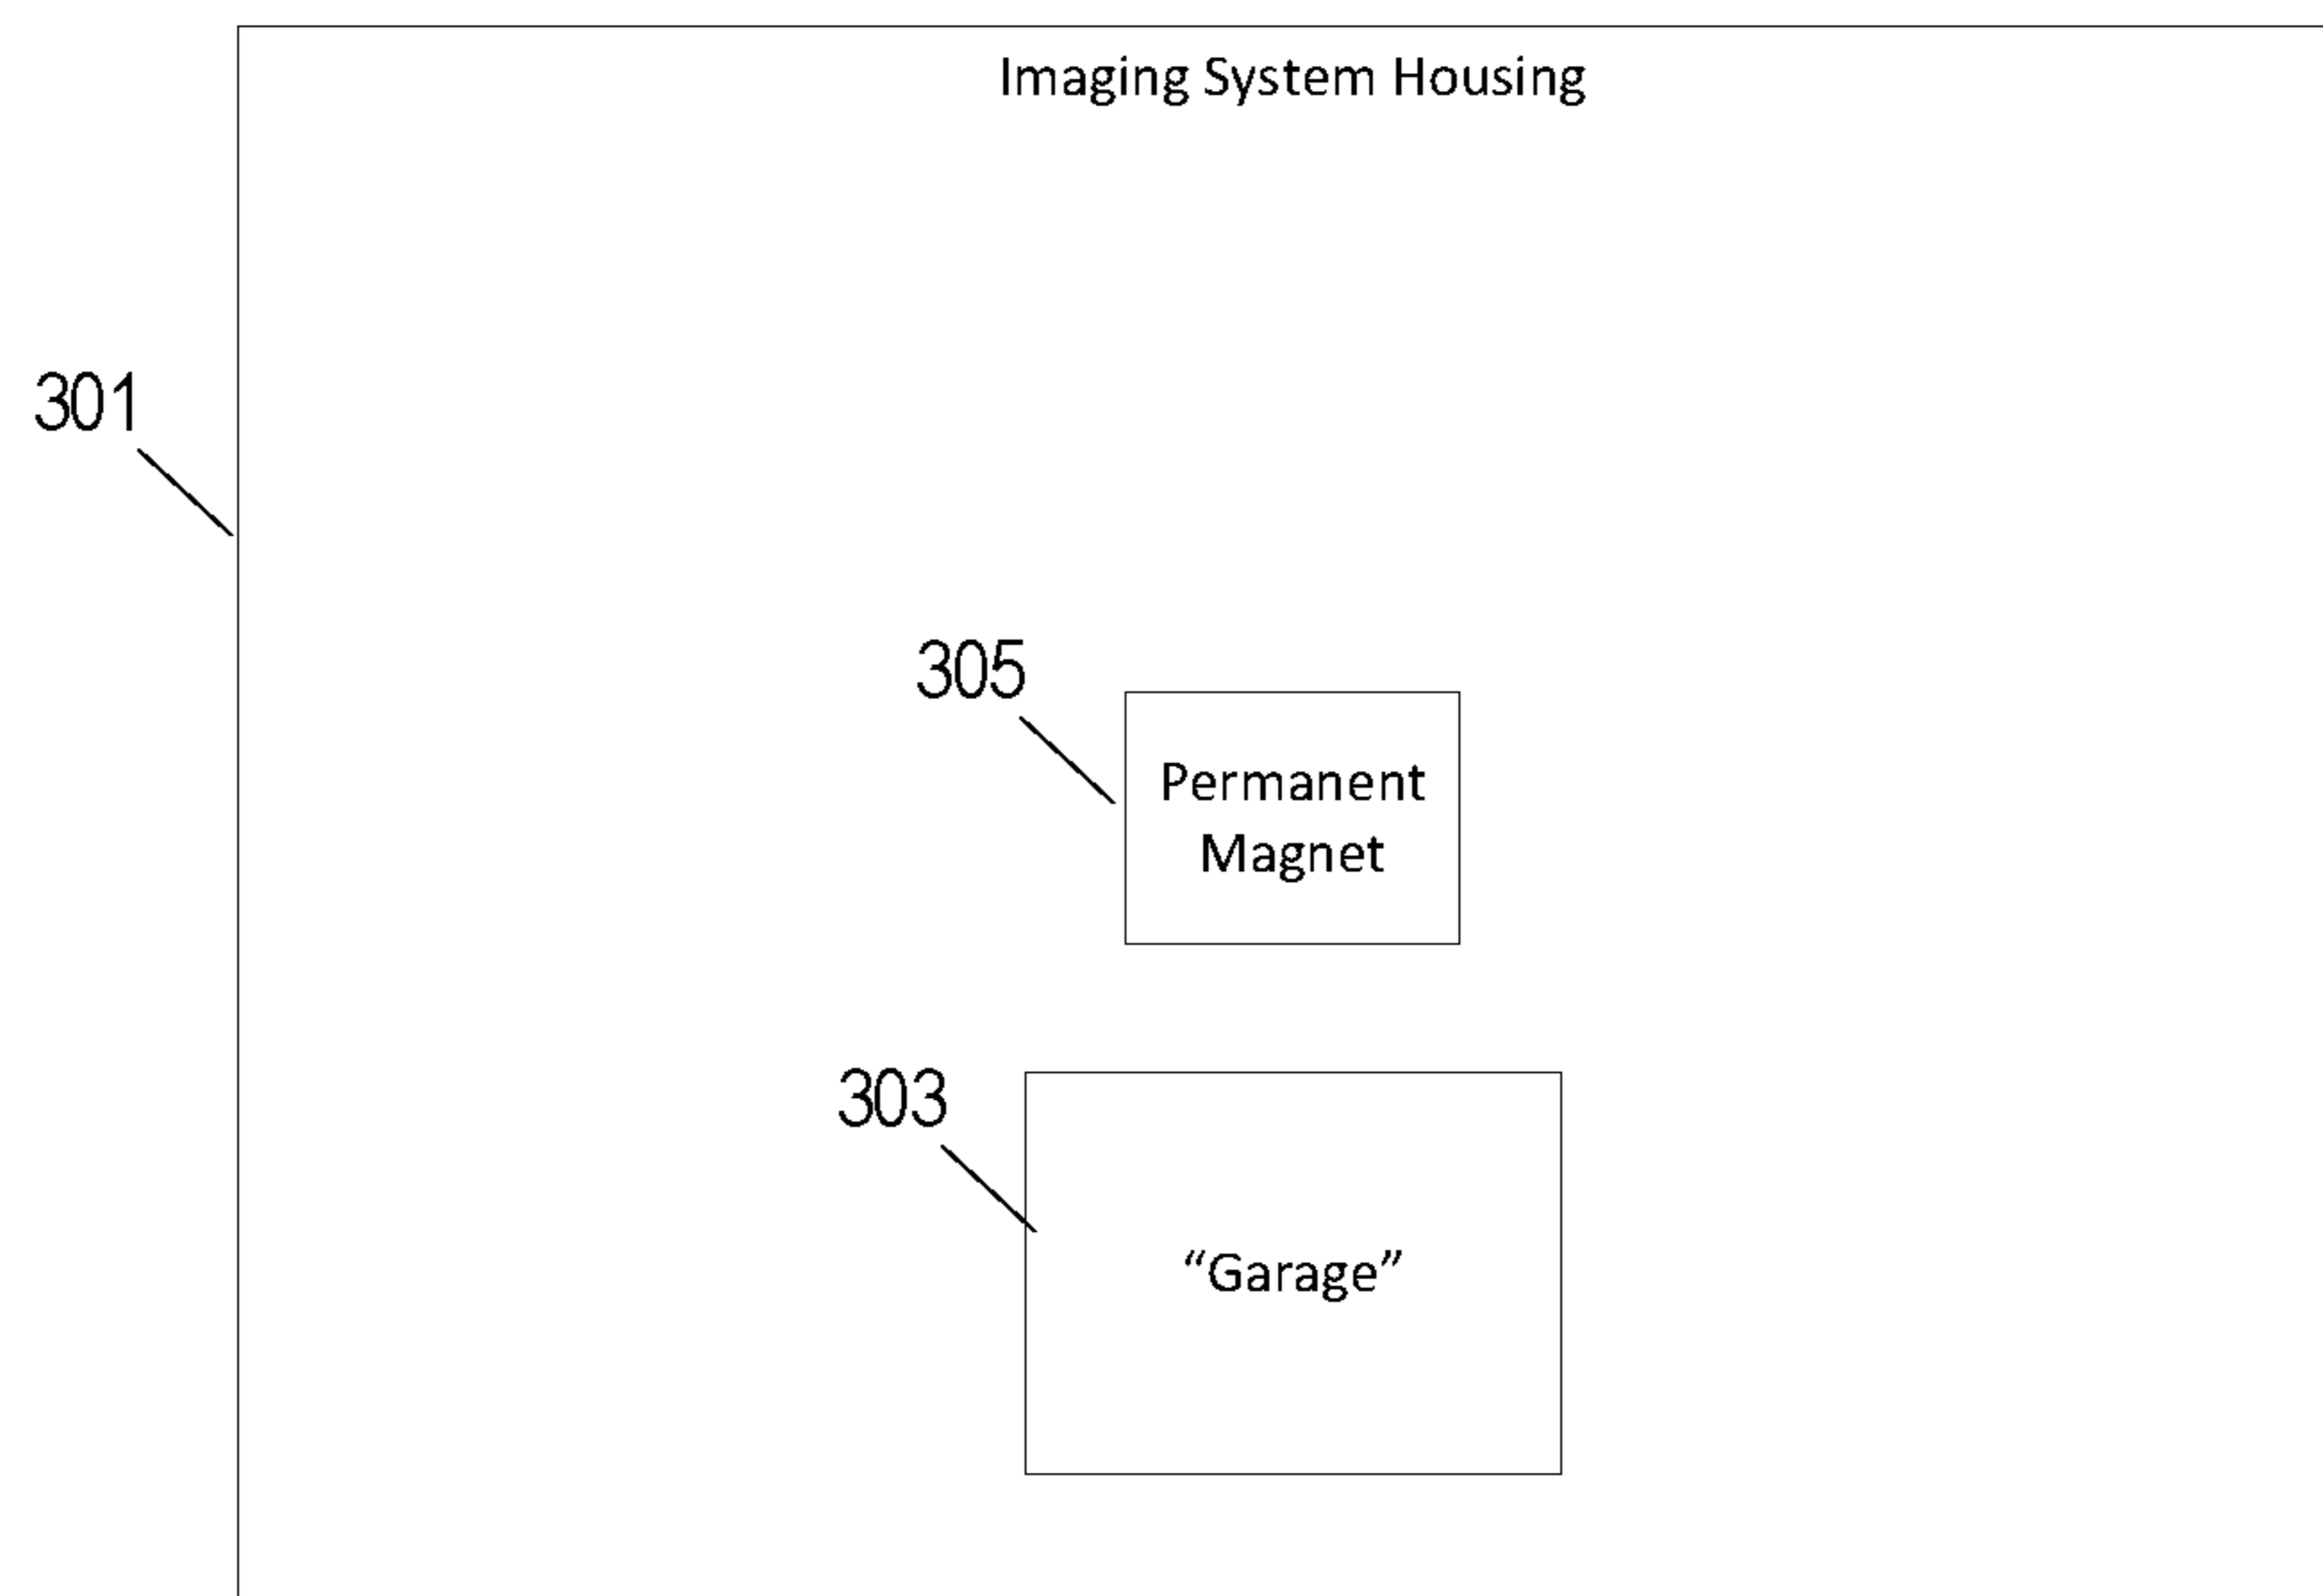 Imaging System Housing
301
305
Permanent
Magnet
303
“Garage”